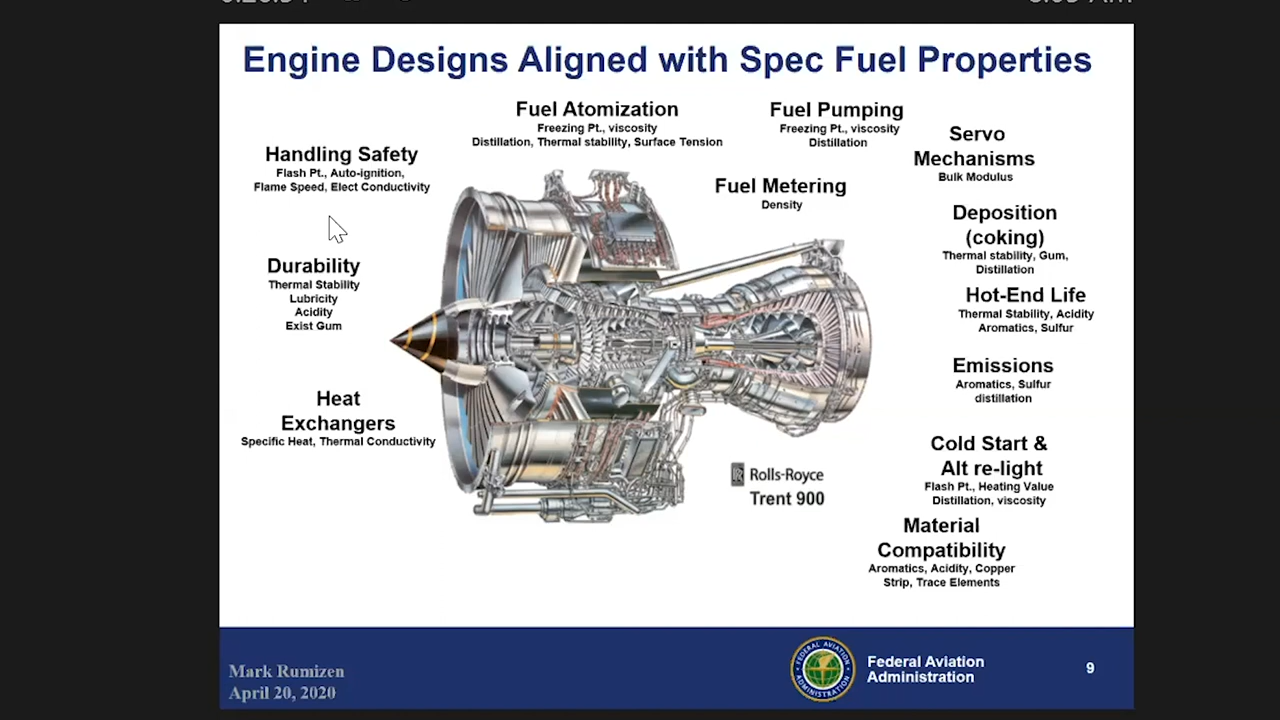 Engine Designs Aligned with Spec Fuel Properties
Fuel Atomization
Freezing Pt., viscosity
Distillation, Thermal stability, Surface Tension
Fuel Pumping
Freezing Pt., viscosity
Distillation
Servo
Mechanisms
Bulk Modulus
Handling Safety
Flash Pt., Auto-ignition,
Flame Speed, Elect Conductivity
Fuel Metering
Density
Deposition
(coking)
Thermal stability, Gum,
Distillation
Durability
Thermal Stability
Lubricity
Acidity
Exist Gum
Hot-End Life
Thermal Stability, Acidity
Aromatics, Sulfur
Emissions
Aromatics, Sulfur
distillation
Heat
Exchangers
Specific Heat, Thermal Conductivity
Cold Start &
Alt re-light
Flash Pt., Heating Value
Distillation, viscosity
Rolls-Royce
Trent 900
Material
Compatibility
Aromatics, Acidity, Copper
Strip, Trace Elements
Mark Rumizen
April 20, 2020
FEDERAL AVIATION
ADMINISTRATION
Federal Aviation
Administration
9